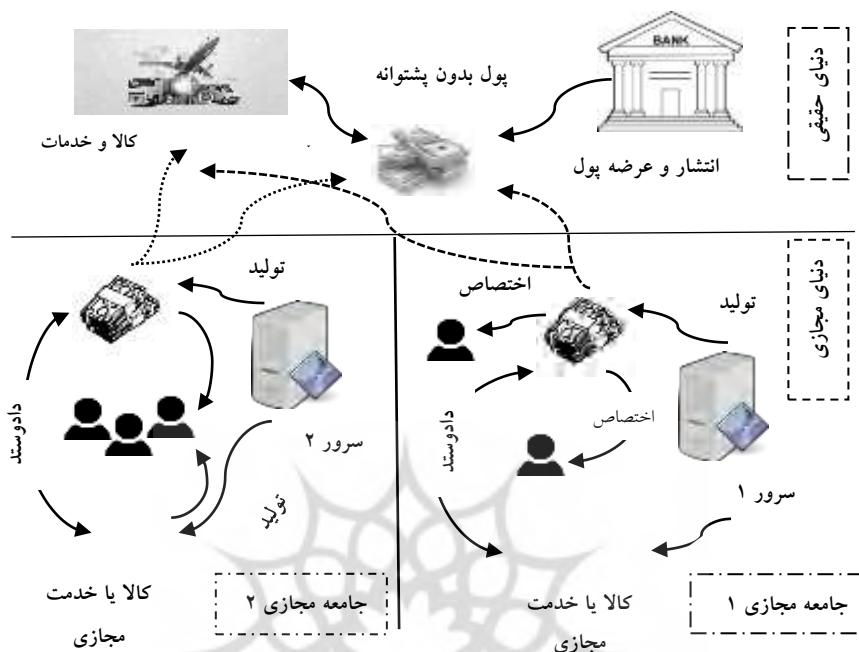 دنیای حقیقی
BANK
پول بدون پشتوانه
کالا و خدمات
انتشار و عرضه پول
دنیای مجازی
تولید
اختصاص
اختصاص
دادوستد
سرور ۱
کالا یا خدمت
مجازی
جامعه مجازی ۱
تولید
دادوستد
سرور ۲
تولید
کالا یا خدمت
مجازی
جامعه مجازی ۲